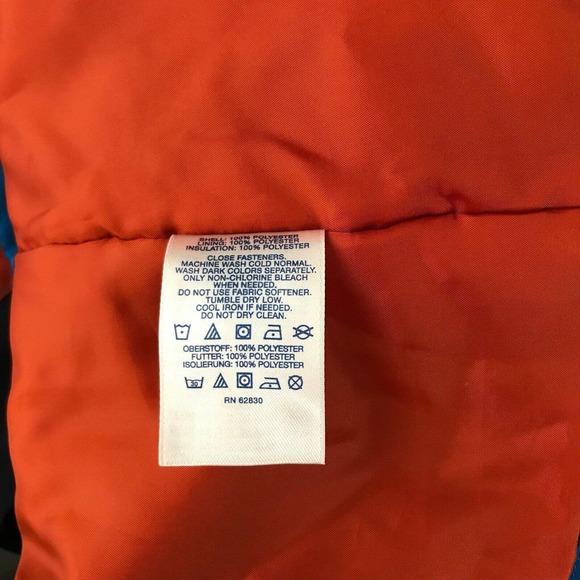 SHELL: 100% POLYESTER
LINING: 100% POLYESTER
INSULATION: 100% POLYESTER
CLOSE FASTENERS.
MACHINE WASH COLD NORMAL.
WASH DARK COLORS SEPARATELY.
ONLY NON-CHLORINE BLEACH
WHEN NEEDED.
DO NOT USE FABRIC SOFTENER.
TUMBLE DRY LOW.
COOL IRON IF NEEDED.
DO NOT DRY CLEAN.
OBERSTOFF: 100% POLYESTER
FUTTER: 100% POLYESTER
ISOLIERUNG: 100% POLYESTER
30
RN 62830